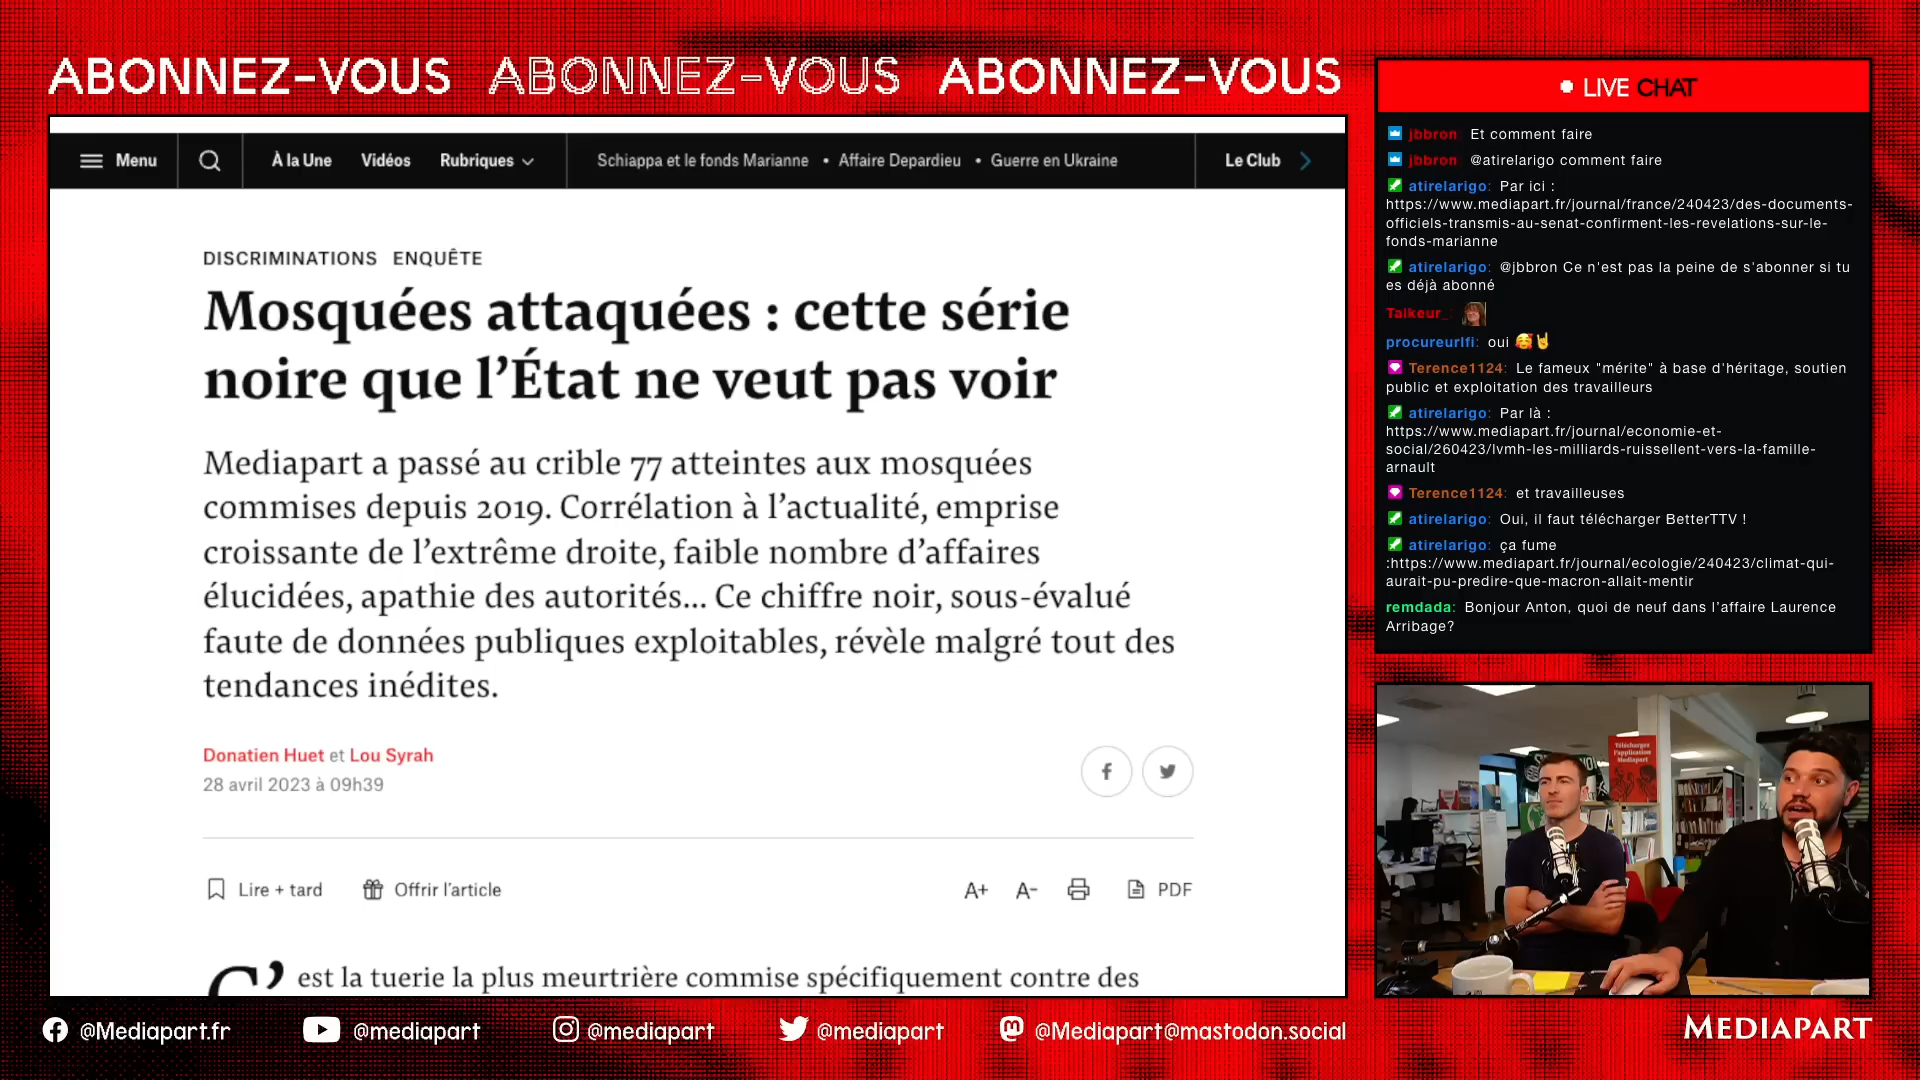 ABONNEZ-VOUS ABONNEZ-VOUS ABONNEZ-VOUS
Menu À la Une Vidéos Rubriques Schiappa et le fonds Marianne • Affaire Depardieu • Guerre en Ukraine Le Club
DISCRIMINATIONS ENQUÊTE
Mosquées attaquées : cette série
noire que l’État ne veut pas voir
Mediapart a passé au crible 77 atteintes aux mosquées
commises depuis 2019. Corrélation à l’actualité, emprise
croissante de l’extrême droite, faible nombre d’affaires
élucidées, apathie des autorités… Ce chiffre noir, sous-évalué
faute de données publiques exploitables, révèle malgré tout des
tendances inédites.
Donatien Huet et Lou Syrah
28 avril 2023 à 09h39
Lire + tard Offrir l’article A+ A- PDF
C’est la tuerie la plus meurtrière commise spécifiquement contre des
LIVE CHAT
jbbron: Et comment faire
jbbron: @atirelarigo comment faire
atirelarigo: Par ici :
https://www.mediapart.fr/journal/france/240423/des-documents-
officiels-transmis-au-senat-confirment-les-revelations-sur-le-
fonds-marianne
atirelarigo: @jbbron Ce n'est pas la peine de s'abonner si tu
es déjà abonné
Talkeur_:
procureurlfi: oui 🥰🤘
Terence1124: Le fameux "mérite" à base d'héritage, soutien
public et exploitation des travailleurs
atirelarigo: Par là :
https://www.mediapart.fr/journal/economie-et-
social/260423/lvmh-les-milliards-ruissellent-vers-la-famille-
arnault
Terence1124: et travailleuses
atirelarigo: Oui, il faut télécharger BetterTTV !
atirelarigo: ça fume
:https://www.mediapart.fr/journal/ecologie/240423/climat-qui-
aurait-pu-predire-que-macron-allait-mentir
remdada: Bonjour Anton, quoi de neuf dans l’affaire Laurence
Arribage?
Téléchargez
l'application
Mediapart
@Mediapart.fr @mediapart @mediapart @mediapart @Mediapart@mastodon.social
MEDIAPART